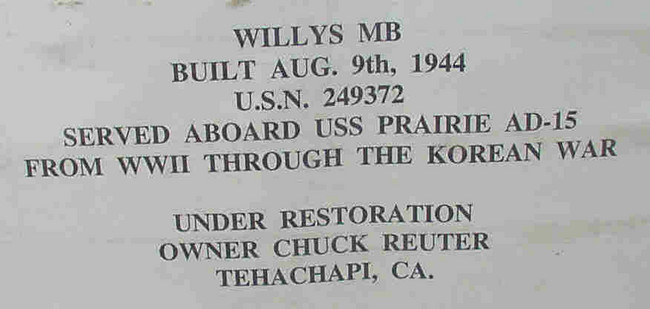 WILLYS MB
BUILT AUG. 9th, 1944
U.S.N. 249372
SERVED ABOARD USS PRAIRIE AD-15
FROM WWII THROUGH THE KOREAN WAR
UNDER RESTORATION
OWNER CHUCK REUTER
TEHACHAPI, CA.